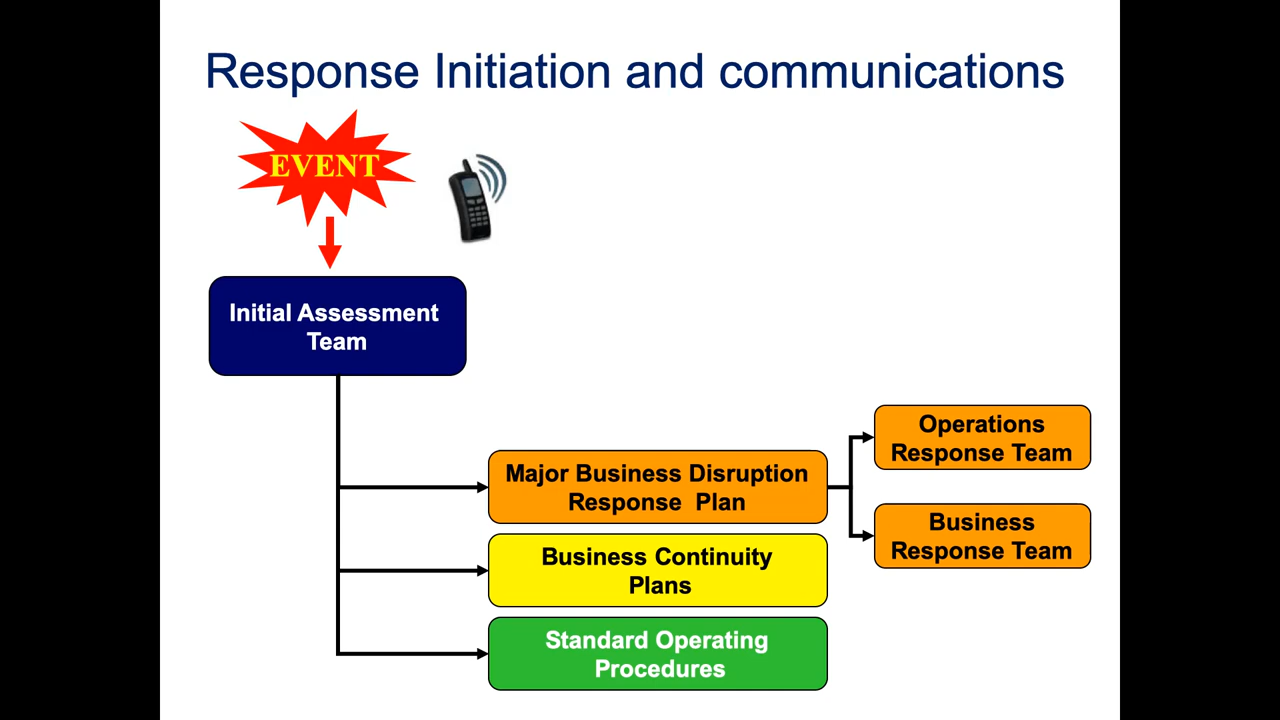 Response Initiation and communications
EVENT
Initial Assessment
Team
Operations
Response Team
Major Business Disruption
Response Plan
Business
Response Team
Business Continuity
Plans
Standard Operating
Procedures